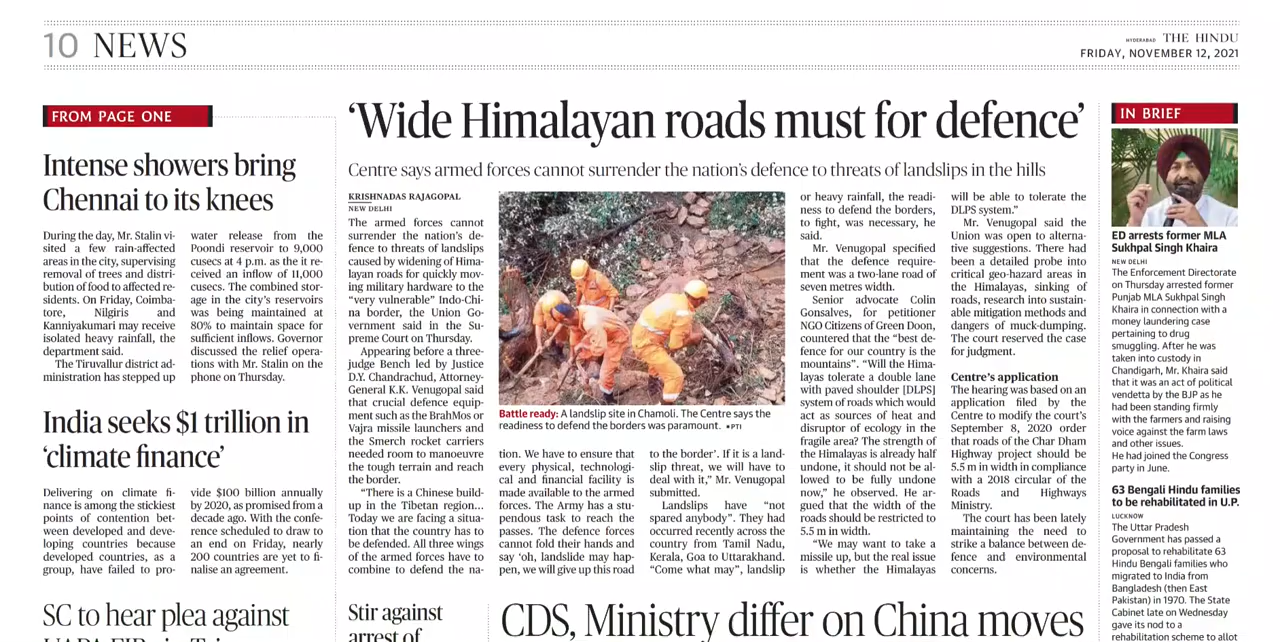 10 NEWS
HYDERABAD THE HINDU
FRIDAY, NOVEMBER 12, 2021
FROM PAGE ONE
Intense showers bring
Chennai to its knees
During the day, Mr. Stalin vi-
sited a few rain-affected
areas in the city, supervising
removal of trees and distri-
bution of food to affected re-
sidents. On Friday, Coimba-
tore, Nilgiris and
Kanniyakumari may receive
isolated heavy rainfall, the
department said.
The Tiruvallur district ad-
ministration has stepped up
water release from the
Poondi reservoir to 9,000
cusecs at 4 p.m. as the it re-
ceived an inflow of 11,000
cusecs. The combined stor-
age in the city's reservoirs
was being maintained at
80% to maintain space for
sufficient inflows. Governor
discussed the relief opera-
tions with Mr. Stalin on the
phone on Thursday.
India seeks $1 trillion in
'climate finance'
Delivering on climate fi-
nance is among the stickiest
points of contention bet-
ween developed and deve-
loping countries because
developed countries, as a
group, have failed to pro-
vide $100 billion annually
by 2020, as promised from a
decade ago. With the confe-
rence scheduled to draw to
an end on Friday, nearly
200 countries are yet to fi-
nalise an agreement.
SC to hear plea against
'Wide Himalayan roads must for defence'
Centre says armed forces cannot surrender the nation's defence to threats of landslips in the hills
KRISHNADAS RAJAGOPAL
NEW DELHI
The armed forces cannot
surrender the nation's de-
fence to threats of landslips
caused by widening of Hima-
layan roads for quickly mov-
ing military hardware to the
"very vulnerable" Indo-Chi-
na border, the Union Go-
vernment said in the Su-
preme Court on Thursday.
Appearing before a three-
judge Bench led by Justice
D.Y. Chandrachud, Attorney-
General K.K. Venugopal said
that crucial defence equip-
ment such as the BrahMos or
Vajra missile launchers and
the Smerch rocket carriers
needed room to manoeuvre
the tough terrain and reach
the border.
"There is a Chinese build-
up in the Tibetan region...
Today we are facing a situa-
tion that the country has to
be defended. All three wings
of the armed forces have to
combine to defend the na-
Battle ready: A landslip site in Chamoli. The Centre says the
readiness to defend the borders was paramount. •PTI
tion. We have to ensure that
every physical, technologi-
cal and financial facility is
made available to the armed
forces. The Army has a stu-
pendous task to reach the
passes. The defence forces
cannot fold their hands and
say 'oh, landslide may hap-
pen, we will give up this road
to the border'. If it is a land-
slip threat, we will have to
deal with it," Mr. Venugopal
submitted.
Landslips have "not
spared anybody". They had
occurred recently across the
country from Tamil Nadu,
Kerala, Goa to Uttarakhand.
"Come what may", landslip
or heavy rainfall, the readi-
ness to defend the borders,
to fight, was necessary, he
said.
Mr. Venugopal specified
that the defence require-
ment was a two-lane road of
seven metres width.
Senior advocate Colin
Gonsalves, for petitioner
NGO Citizens of Green Doon,
countered that the "best de-
fence for our country is the
mountains". "Will the Hima-
layas tolerate a double lane
with paved shoulder [DLPS]
system of roads which would
act as sources of heat and
disruptor of ecology in the
fragile area? The strength of
the Himalayas is already half
undone, it should not be al-
lowed to be fully undone
now," he observed. He ar-
gued that the width of the
roads should be restricted to
5.5 m in width.
"We may want to take a
missile up, but the real issue
is whether the Himalayas
will be able to tolerate the
DLPS system."
Mr. Venugopal said the
Union was open to alterna-
tive suggestions. There had
been a detailed probe into
critical geo-hazard areas in
the Himalayas, sinking of
roads, research into sustain-
able mitigation methods and
dangers of muck-dumping.
The court reserved the case
for judgment.
Centre's application
The hearing was based on an
application filed by the
Centre to modify the court's
September 8, 2020 order
that roads of the Char Dham
Highway project should be
5.5 m in width in compliance
with a 2018 circular of the
Roads and Highways
Ministry.
The court has been lately
maintaining the need to
strike a balance between de-
fence and environmental
concerns.
Stir against
arrest of
CDS, Ministry differ on China moves
IN BRIEF
ED arrests former MLA
Sukhpal Singh Khaira
NEW DELHI
The Enforcement Directorate
on Thursday arrested former
Punjab MLA Sukhpal Singh
Khaira in connection with a
money laundering case
pertaining to drug
smuggling. After he was
taken into custody in
Chandigarh, Mr. Khaira said
that it was an act of political
vendetta by the BJP as he
had been standing firmly
with the farmers and raising
voice against the farm laws
and other issues.
He had joined the Congress
party in June.
63 Bengali Hindu families
to be rehabilitated in U.P.
LUCKNOW
The Uttar Pradesh
Government has passed a
proposal to rehabilitate 63
Hindu Bengali families who
migrated to India from
Bangladesh (then East
Pakistan) in 1970. The State
Cabinet late on Wednesday
gave its nod to a
rehabilitation scheme to allot